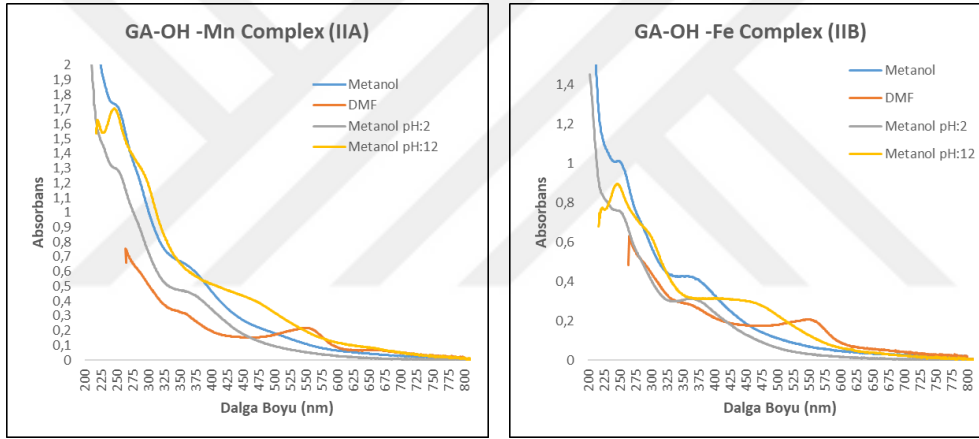 GA-OH -Mn Complex (IIA)
2
1,9
1,8
1,7
1,6
1,5
1,4
1,3
1,2
1,1
1
0,9
0,8
0,7
0,6
0,5
0,4
0,3
0,2
0,1
0
Absorbans
Metanol
DMF
Metanol pH:2
Metanol pH:12
200 225 250 275 300 325 350 375 400 425 450 475 500 525 550 575 600 625 650 675 700 725 750 775 800
Dalga Boyu (nm)
GA-OH -Fe Complex (IIB)
1,4
1,2
1
0,8
0,6
0,4
0,2
0
Absorbans
Metanol
DMF
Metanol pH:2
Metanol pH:12
200 225 250 275 300 325 350 375 400 425 450 475 500 525 550 575 600 625 650 675 700 725 750 775 800
Dalga Boyu (nm)